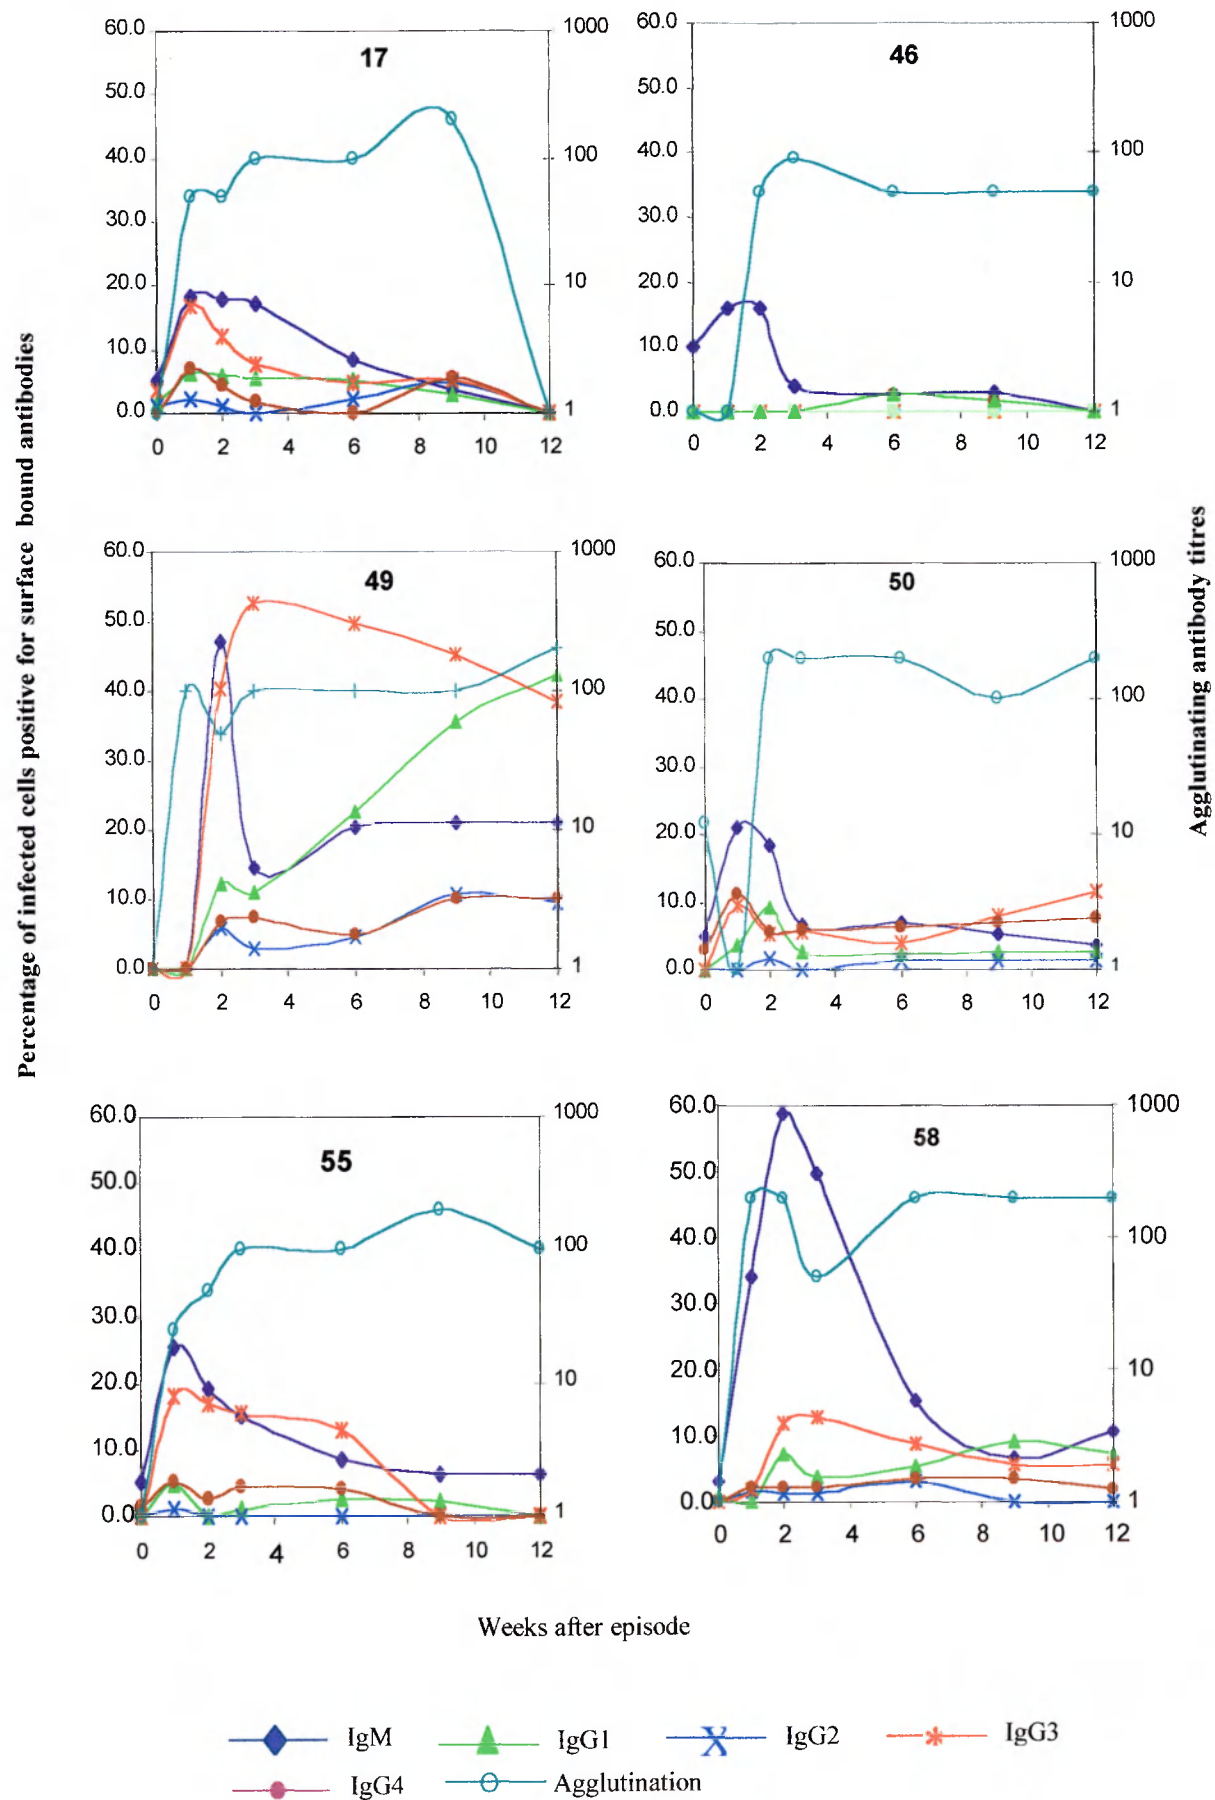 60.0 1000 60.0 1000
17 46
50.0 50.0
40.0 100 40.0 100
30.0 30.0
20.0 10 20.0 10
10.0 10.0
0.0 1 0.0 1
0 2 4 6 8 10 12 0 2 4 6 8 10 12
Percentage of infected cells positive for surface bound antibodies
Agglutinating antibody titres
60.0 1000 60.0 1000
49 50
50.0 50.0
40.0 100 40.0 100
30.0 30.0
20.0 10 20.0 10
10.0 10.0
0.0 1 0.0 1
0 2 4 6 8 10 12 0 2 4 6 8 10 12
60.0 1000 60.0 1000
55 58
50.0 50.0
40.0 100 40.0 100
30.0 30.0
20.0 10 20.0 10
10.0 10.0
0.0 1 0.0 1
0 2 4 6 8 10 12 0 2 4 6 8 10 12
Weeks after episode
IgM IgG1 IgG2 IgG3
IgG4 Agglutination